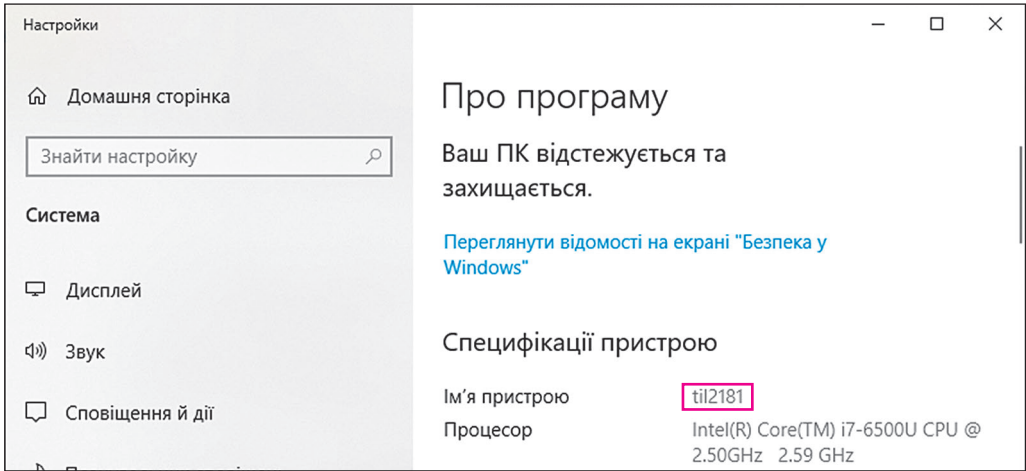 Настройки
Домашня сторінка
Знайти настройку
Система
Дисплей
Звук
Сповіщення й дії
Про програму
Ваш ПК відстежується та
захищається.
Переглянути відомості на екрані "Безпека у
Windows"
Специфікації пристрою
Ім'я пристрою til2181
Процесор Intel(R) Core(TM) i7-6500U CPU @
2.50GHz 2.59 GHz